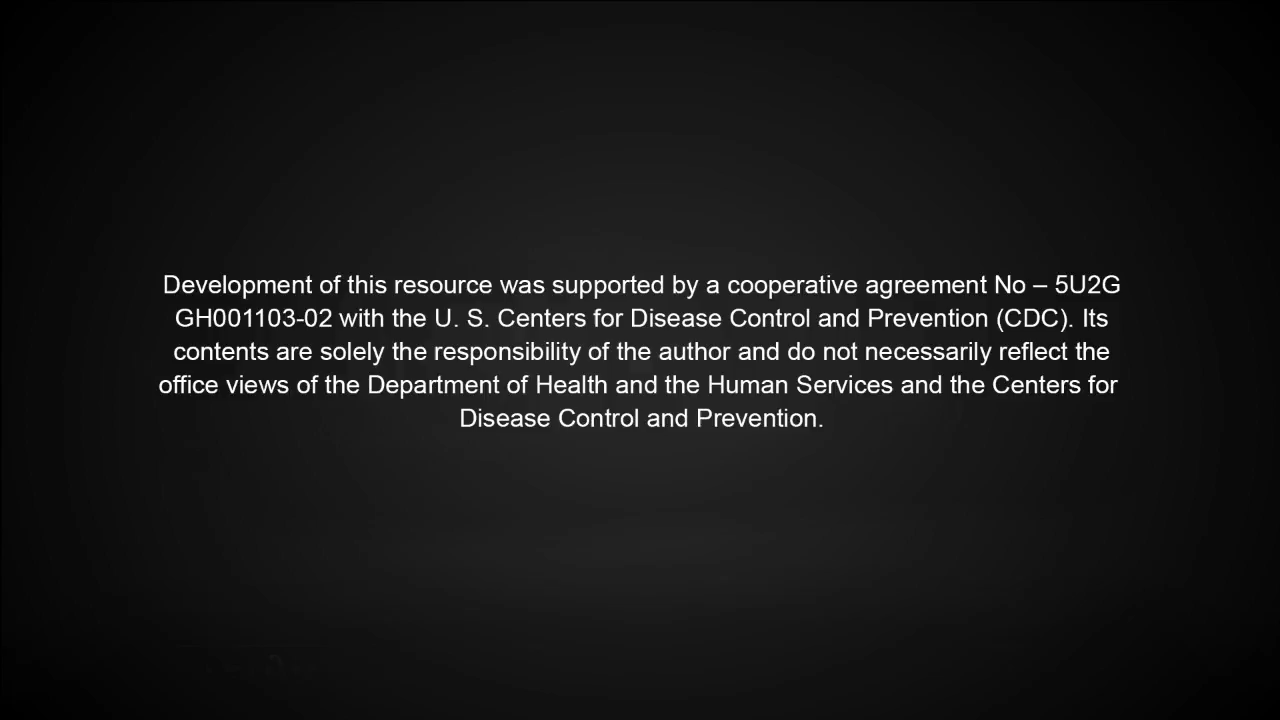 Development of this resource was supported by a cooperative agreement No – 5U2G
GH001103-02 with the U. S. Centers for Disease Control and Prevention (CDC). Its
contents are solely the responsibility of the author and do not necessarily reflect the
office views of the Department of Health and the Human Services and the Centers for
Disease Control and Prevention.